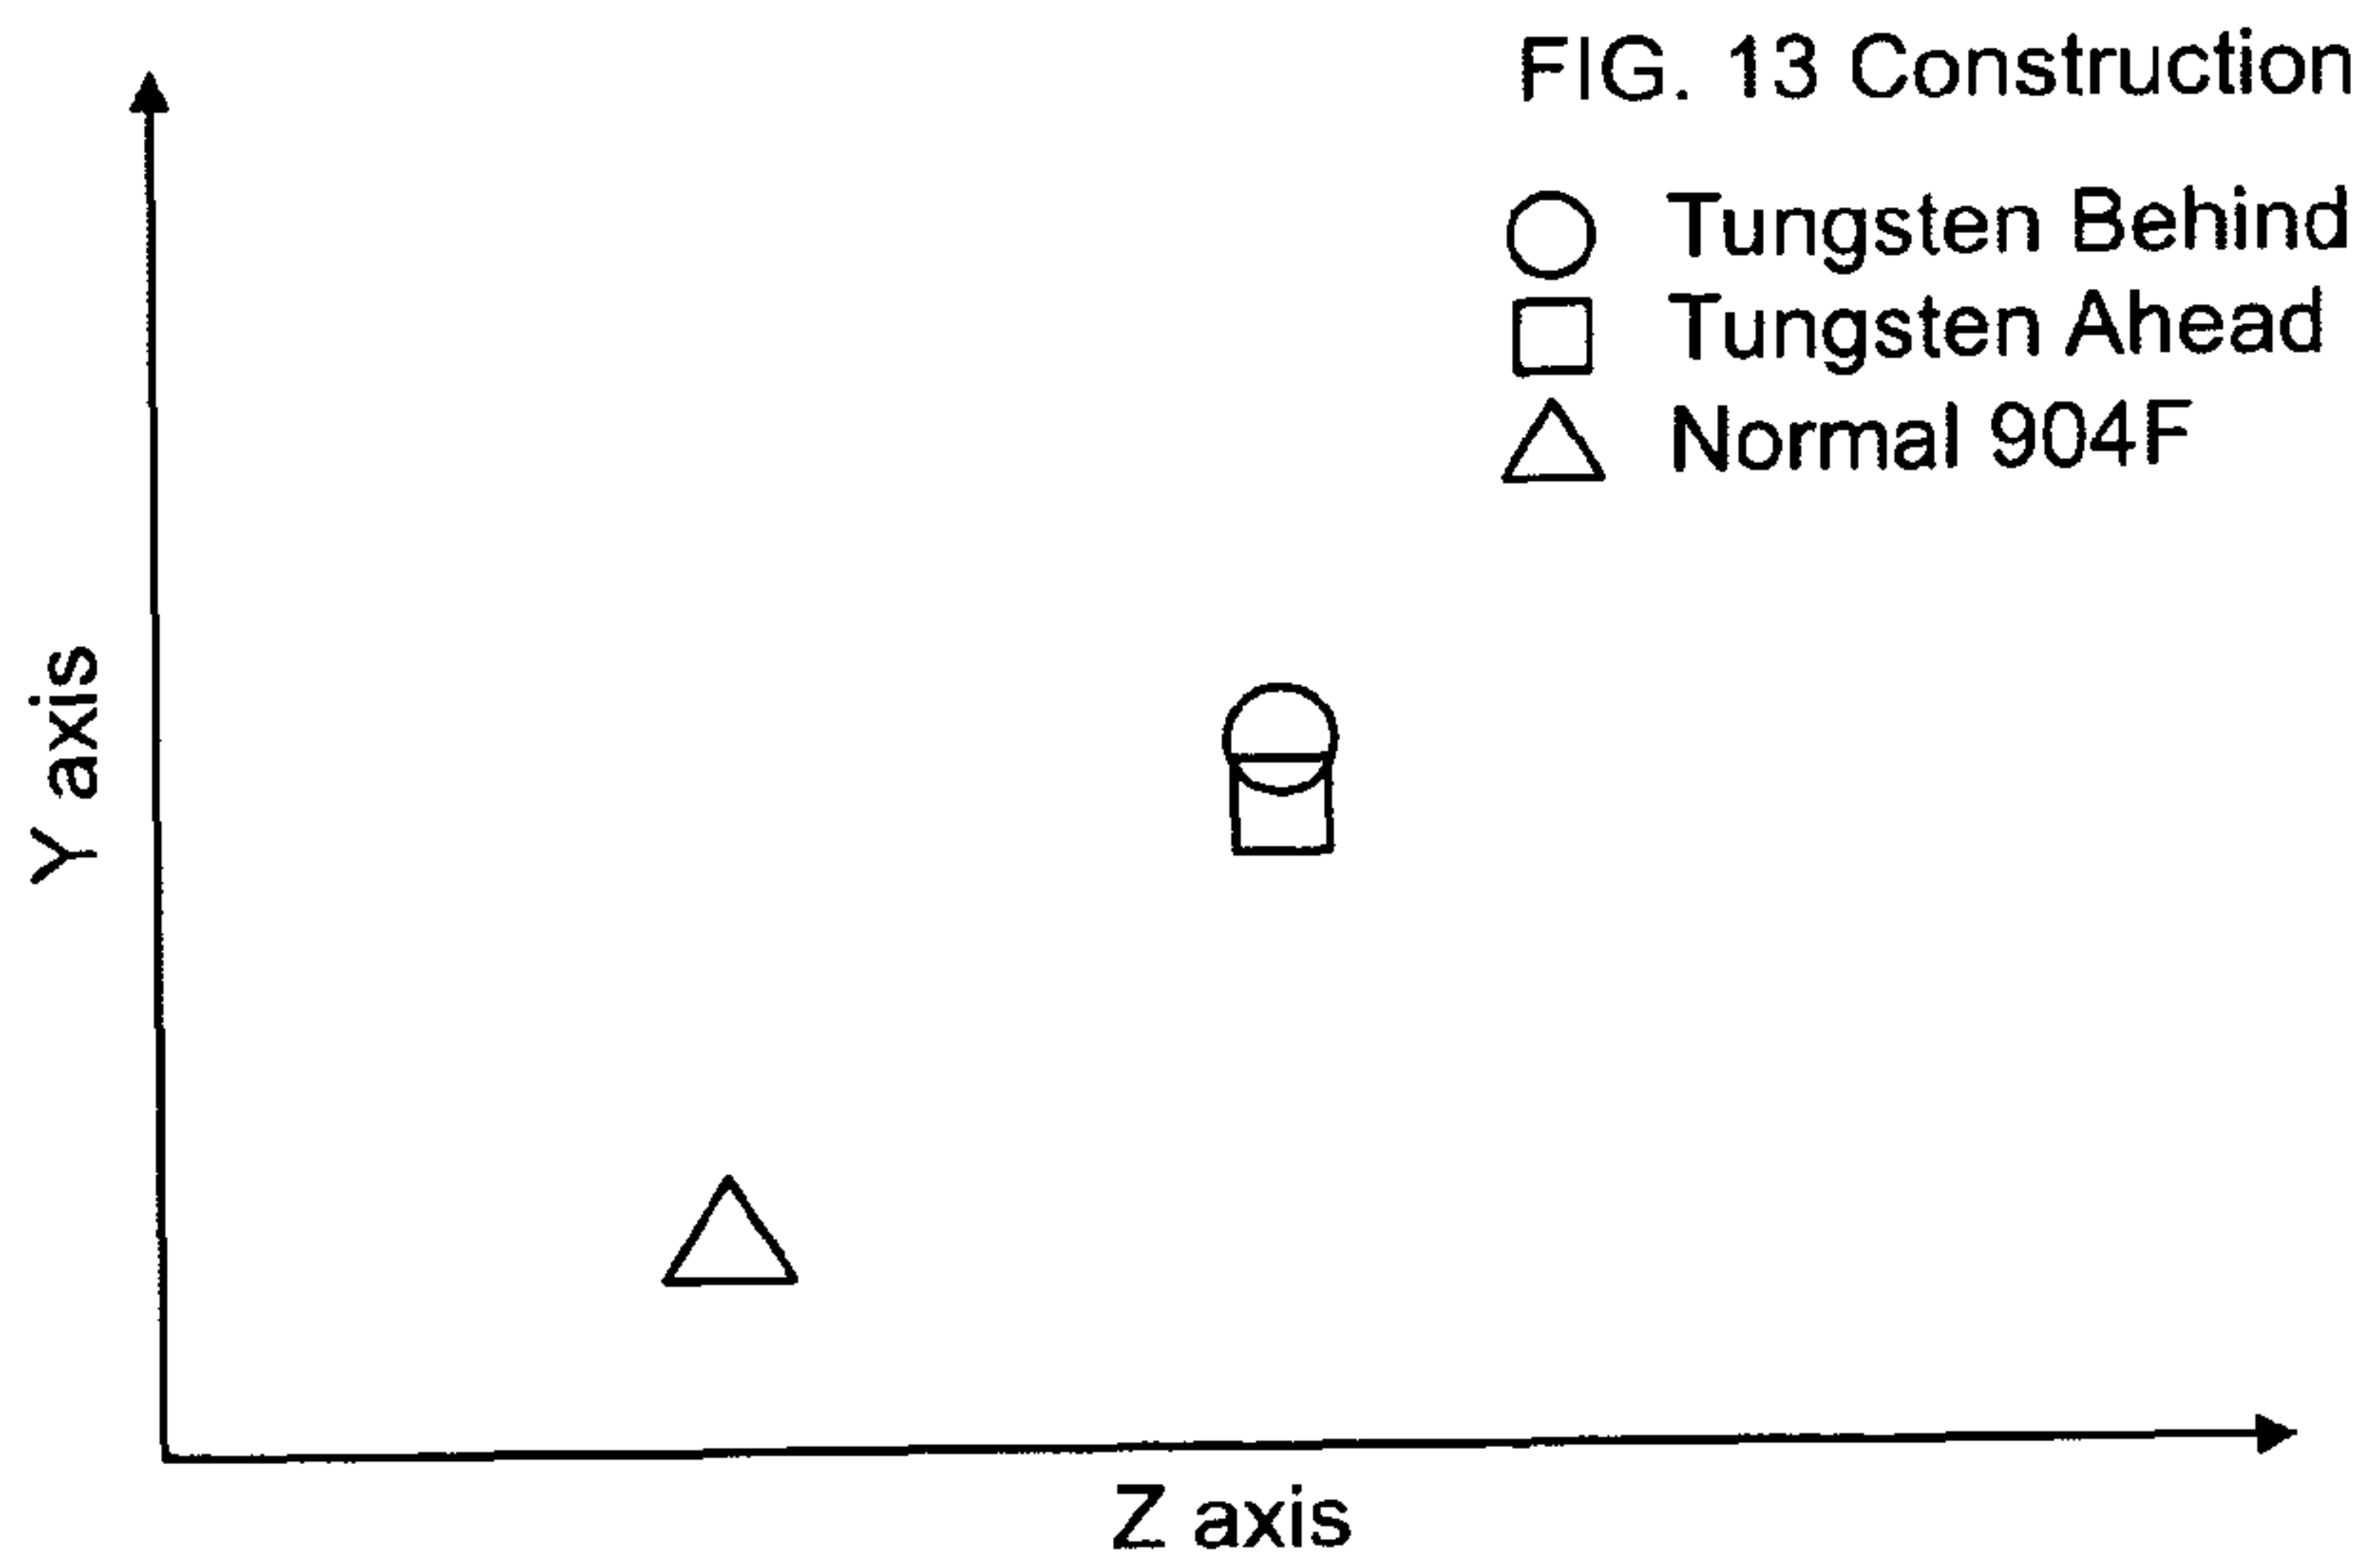 FIG. 13 Construction
Tungsten Behind
Tungsten Ahead
Normal 904F
Y axis
Z axis